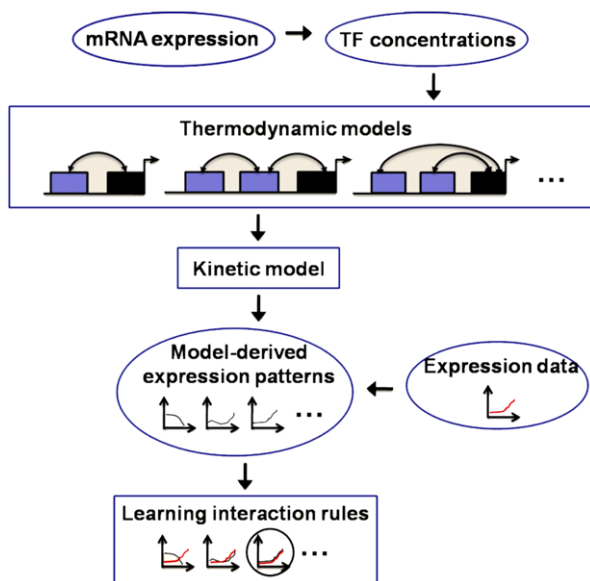 mRNA expression
TF concentrations
Thermodynamic models
...
Kinetic model
Model-derived
expression patterns
...
Expression data
Learning interaction rules
...